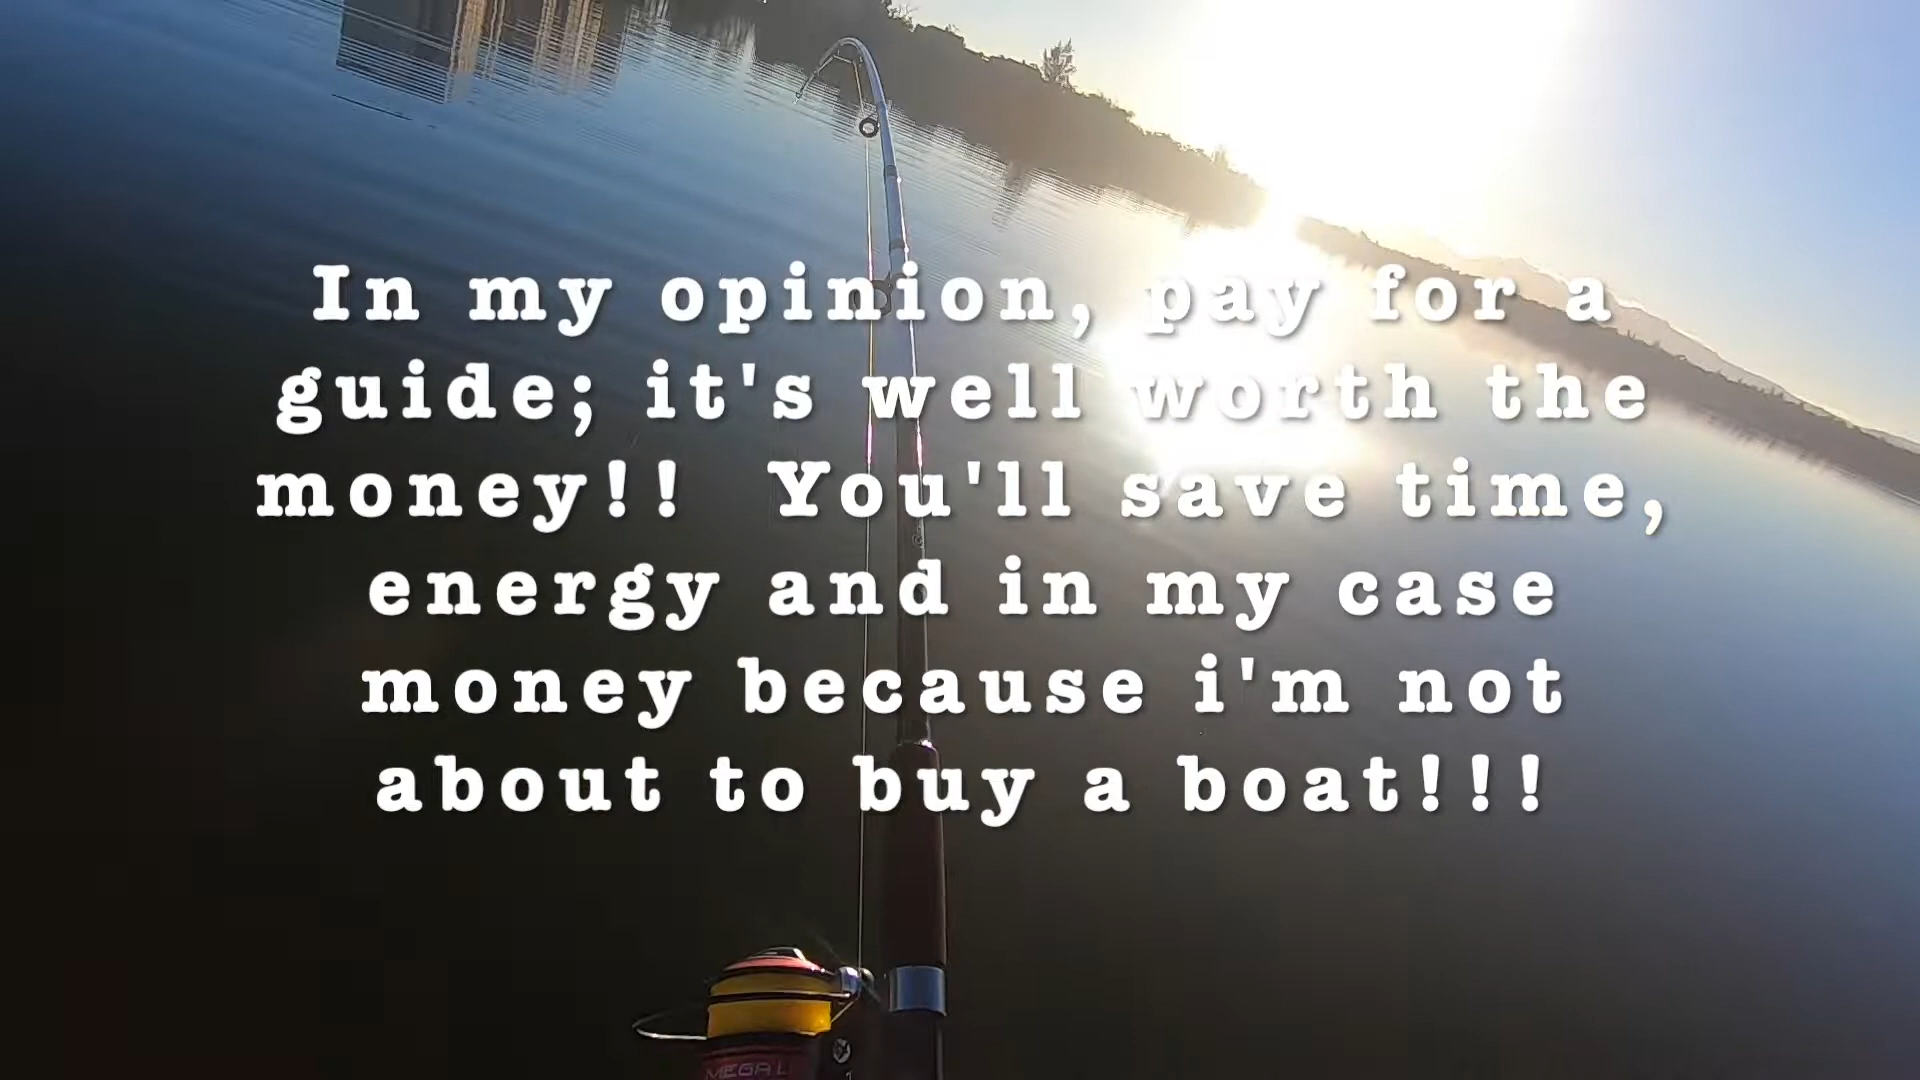 In my opinion, pay for a
guide; it's well worth the
money!! You'll save time,
energy and in my case
money because i'm not
about to buy a boat!!!
MEGA L